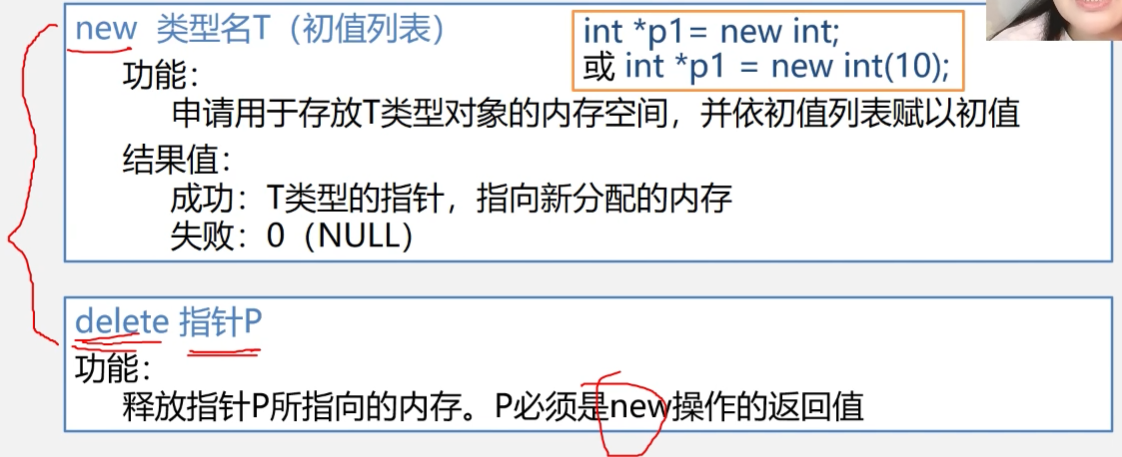 new 类型名T（初值列表）
int *p1= new int;
或 int *p1 = new int(10);
功能：
申请用于存放T类型对象的内存空间，并依初值列表赋以初值
结果值：
成功：T类型的指针，指向新分配的内存
失败：0（NULL）
delete 指针P
功能：
释放指针P所指向的内存。P必须是new操作的返回值